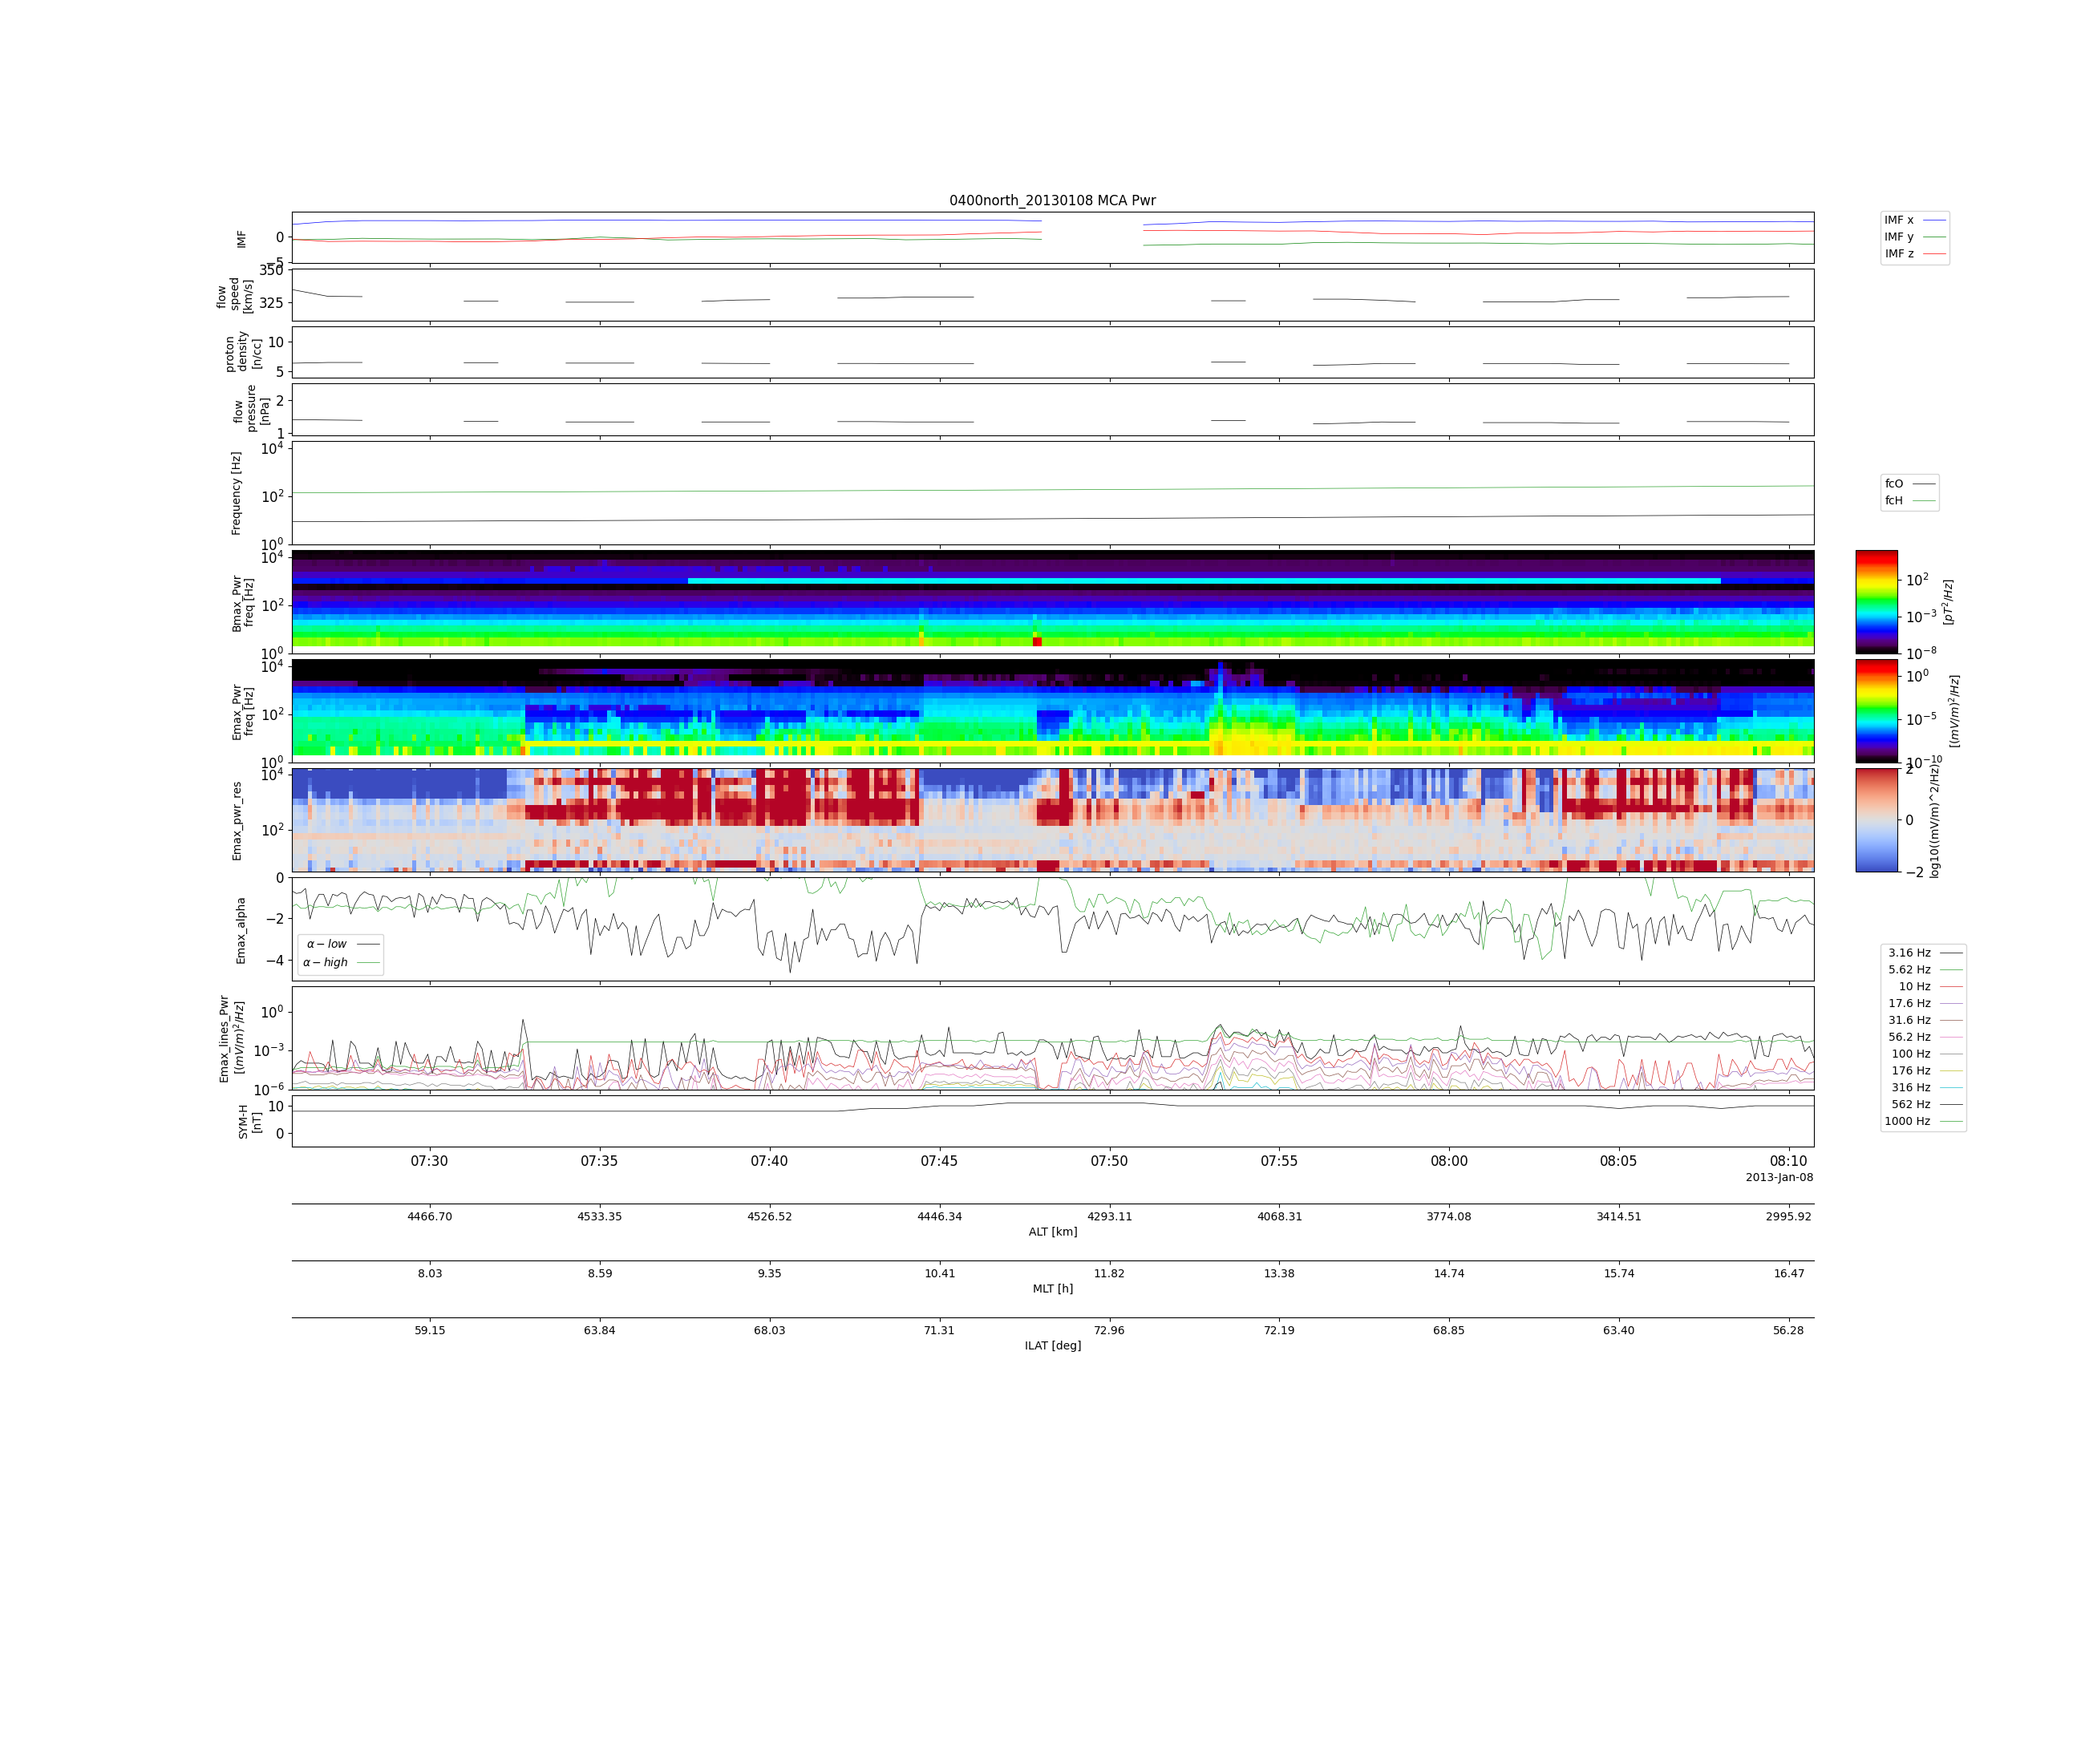 0400north_20130108 MCA Pwr
IMF
0
−5
IMF x
IMF y
IMF z
flow
speed
[km/s]
350
325
proton
density
[n/cc]
10
5
flow
pressure
[nPa]
2
1
Frequency [Hz]
10^4
10^2
10^0
fcO
fcH
Bmax_Pwr
freq [Hz]
10^4
10^2
10^0
10^2
10^-3
10^-8
[pT^2/Hz]
Emax_Pwr
freq [Hz]
10^4
10^2
10^0
10^0
10^-5
10^-10
[(mV/m)^2/Hz]
Emax_pwr_res
10^4
10^2
2
0
−2
log10((mV/m)^2/Hz)
Emax_alpha
0
−2
−4
α − low
α − high
Emax_lines_Pwr
[(mV/m)^2/Hz]
10^0
10^-3
10^-6
3.16 Hz
5.62 Hz
10 Hz
17.6 Hz
31.6 Hz
56.2 Hz
100 Hz
176 Hz
316 Hz
562 Hz
1000 Hz
SYM-H
[nT]
10
0
07:30 07:35 07:40 07:45 07:50 07:55 08:00 08:05 08:10
2013-Jan-08
4466.70 4533.35 4526.52 4446.34 4293.11 4068.31 3774.08 3414.51 2995.92
ALT [km]
8.03 8.59 9.35 10.41 11.82 13.38 14.74 15.74 16.47
MLT [h]
59.15 63.84 68.03 71.31 72.96 72.19 68.85 63.40 56.28
ILAT [deg]